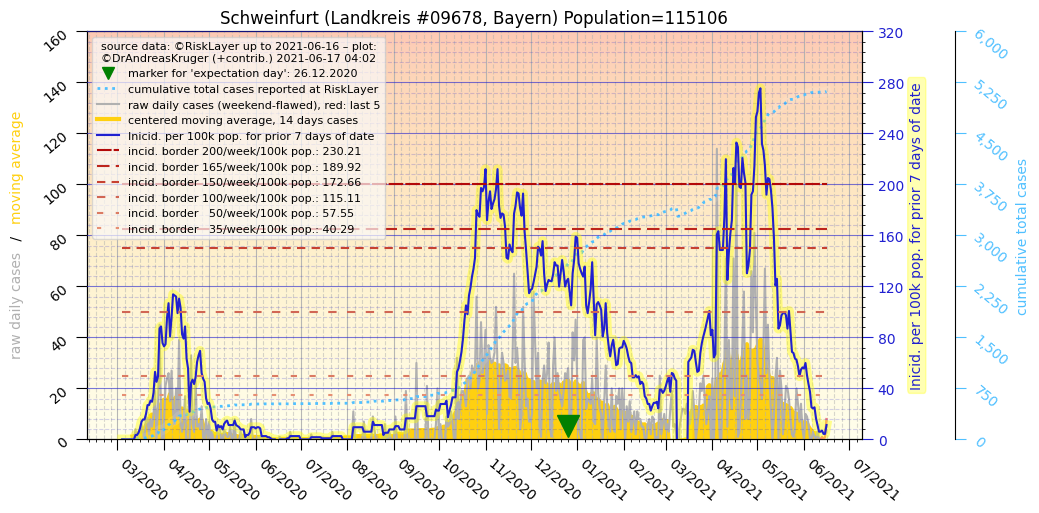 Schweinfurt (Landkreis #09678, Bayern) Population=115106
source data: ©RiskLayer up to 2021-06-16 – plot:
©DrAndreasKruger (+contrib.) 2021-06-17 04:02
marker for 'expectation day': 26.12.2020
cumulative total cases reported at RiskLayer
raw daily cases (weekend-flawed), red: last 5
centered moving average, 14 days cases
Inicid. per 100k pop. for prior 7 days of date
incid. border 200/week/100k pop.: 230.21
incid. border 165/week/100k pop.: 189.92
incid. border 150/week/100k pop.: 172.66
incid. border 100/week/100k pop.: 115.11
incid. border   50/week/100k pop.: 57.55
incid. border   35/week/100k pop.: 40.29
raw daily cases  /  moving average
160
140
120
100
80
60
40
20
0
03/2020
04/2020
05/2020
06/2020
07/2020
08/2020
09/2020
10/2020
11/2020
12/2020
01/2021
02/2021
03/2021
04/2021
05/2021
06/2021
07/2021
320
280
240
200
160
120
80
40
0
Inicid. per 100k pop. for prior 7 days of date
6,000
5,250
4,500
3,750
3,000
2,250
1,500
750
0
cumulative total cases